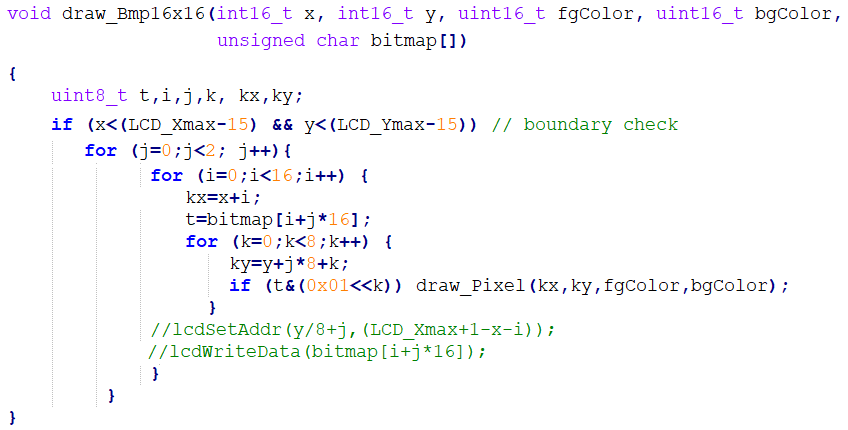 void draw_Bmp16x16(int16_t x, int16_t y, uint16_t fgColor, uint16_t bgColor,
unsigned char bitmap[])
{
uint8_t t,i,j,k, kx,ky;
if (x<(LCD_Xmax-15) && y<(LCD_Ymax-15)) // boundary check
for (j=0;j<2; j++){
for (i=0;i<16;i++) {
kx=x+i;
t=bitmap[i+j*16];
for (k=0;k<8;k++) {
ky=y+j*8+k;
if (t&(0x01<<k)) draw_Pixel(kx,ky,fgColor,bgColor);
}
//lcdSetAddr(y/8+j,(LCD_Xmax+1-x-i));
//lcdWriteData(bitmap[i+j*16]);
}
}
}